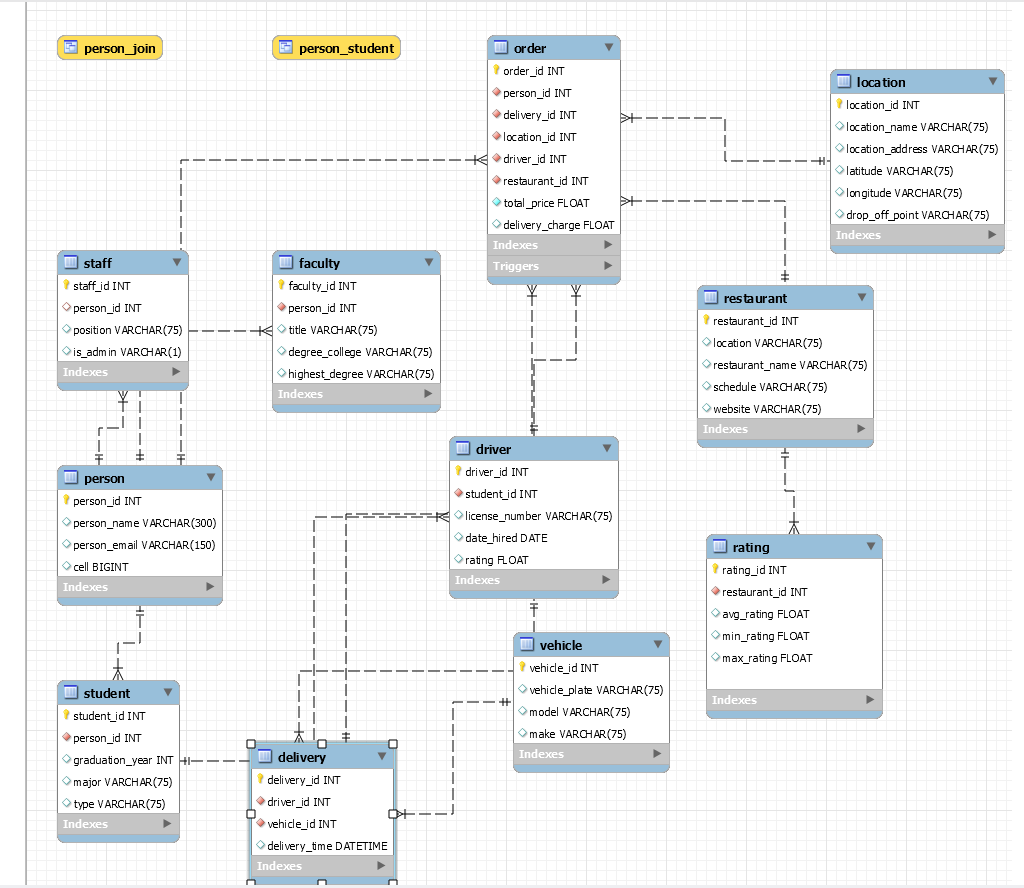 person_join
person_student
order
order_id INT
person_id INT
delivery_id INT
location_id INT
driver_id INT
restaurant_id INT
total_price FLOAT
delivery_charge FLOAT
Indexes
Triggers
location
location_id INT
location_name VARCHAR(75)
location_address VARCHAR(75)
latitude VARCHAR(75)
longitude VARCHAR(75)
drop_off_point VARCHAR(75)
Indexes
staff
staff_id INT
person_id INT
position VARCHAR(75)
is_admin VARCHAR(1)
Indexes
faculty
faculty_id INT
person_id INT
title VARCHAR(75)
degree_college VARCHAR(75)
highest_degree VARCHAR(75)
Indexes
restaurant
restaurant_id INT
location VARCHAR(75)
restaurant_name VARCHAR(75)
schedule VARCHAR(75)
website VARCHAR(75)
Indexes
person
person_id INT
person_name VARCHAR(300)
person_email VARCHAR(150)
cell BIGINT
Indexes
driver
driver_id INT
student_id INT
license_number VARCHAR(75)
date_hired DATE
rating FLOAT
Indexes
rating
rating_id INT
restaurant_id INT
avg_rating FLOAT
min_rating FLOAT
max_rating FLOAT
Indexes
vehicle
vehicle_id INT
vehicle_plate VARCHAR(75)
model VARCHAR(75)
make VARCHAR(75)
Indexes
student
student_id INT
person_id INT
graduation_year INT
major VARCHAR(75)
type VARCHAR(75)
Indexes
delivery
delivery_id INT
driver_id INT
vehicle_id INT
delivery_time DATETIME
Indexes